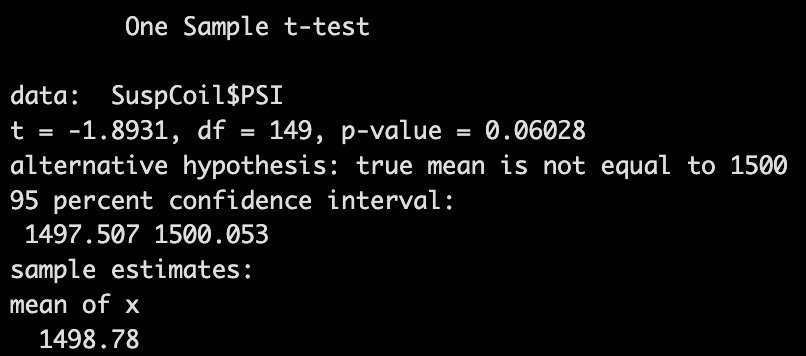 One Sample t-test
data:  SuspCoil$PSI
t = -1.8931, df = 149, p-value = 0.06028
alternative hypothesis: true mean is not equal to 1500
95 percent confidence interval:
1497.507 1500.053
sample estimates:
mean of x
1498.78